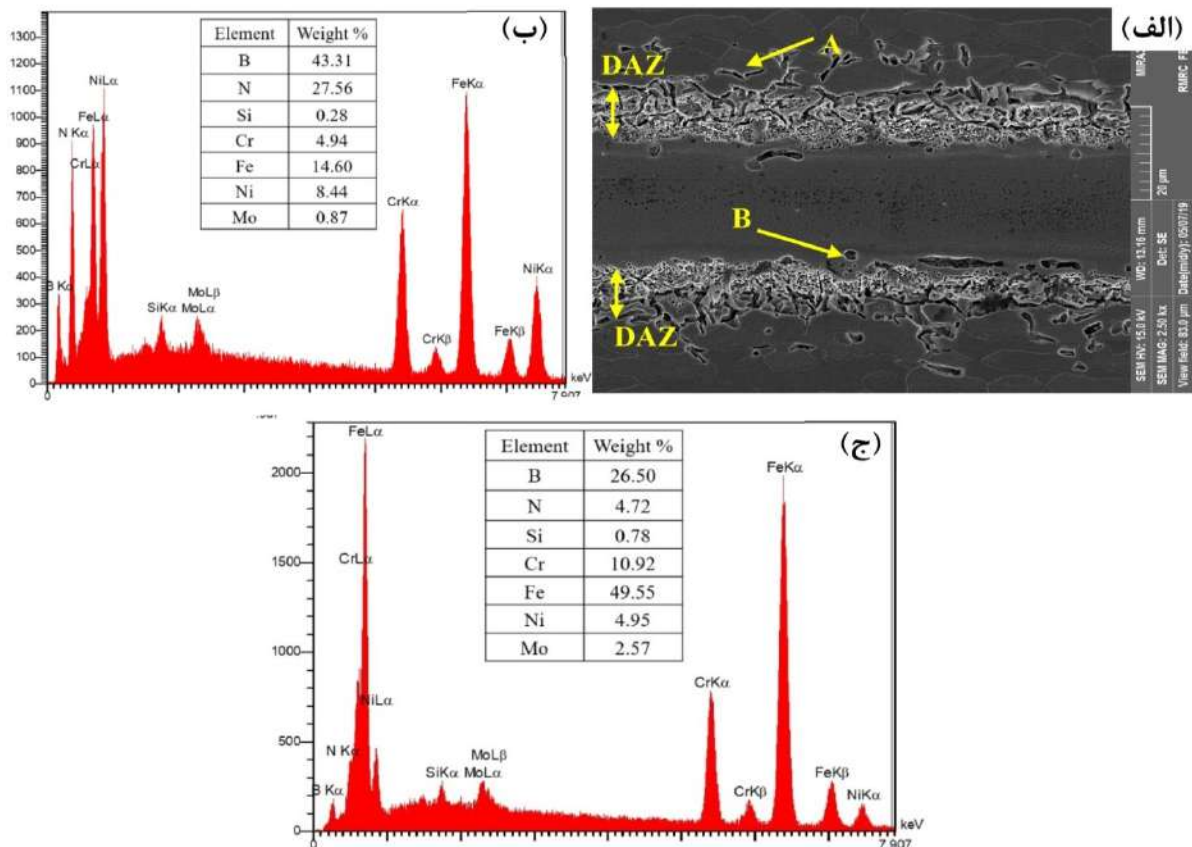 (ب)
1300
1200
1100
1000
900
800
700
600
500
400
300
200
100
0
Element Weight %
B 43.31
N 27.56
Si 0.28
Cr 4.94
Fe 14.60
Ni 8.44
Mo 0.87
NiLα
FeLα
N Kα
CrLα
B Kα
SiKα
MoLβ
MoLα
CrKα
CrKβ
FeKα
FeKβ
NiKα
keV
0
7.907
(الف)
A
DAZ
B
DAZ
SEM HV: 15.0 kV
WD: 13.16 mm
SEM MAG: 2.50 kx
Det: SE
20 µm
View field: 83.0 µm
Date(m/d/y): 05/07/19
RMRC
(ج)
2000
1500
1000
500
0
Element Weight %
B 26.50
N 4.72
Si 0.78
Cr 10.92
Fe 49.55
Ni 4.95
Mo 2.57
FeLα
CrLα
NiLα
N Kα
B Kα
SiKα
MoLβ
MoLα
CrKα
CrKβ
FeKα
FeKβ
NiKα
keV
0
7.907